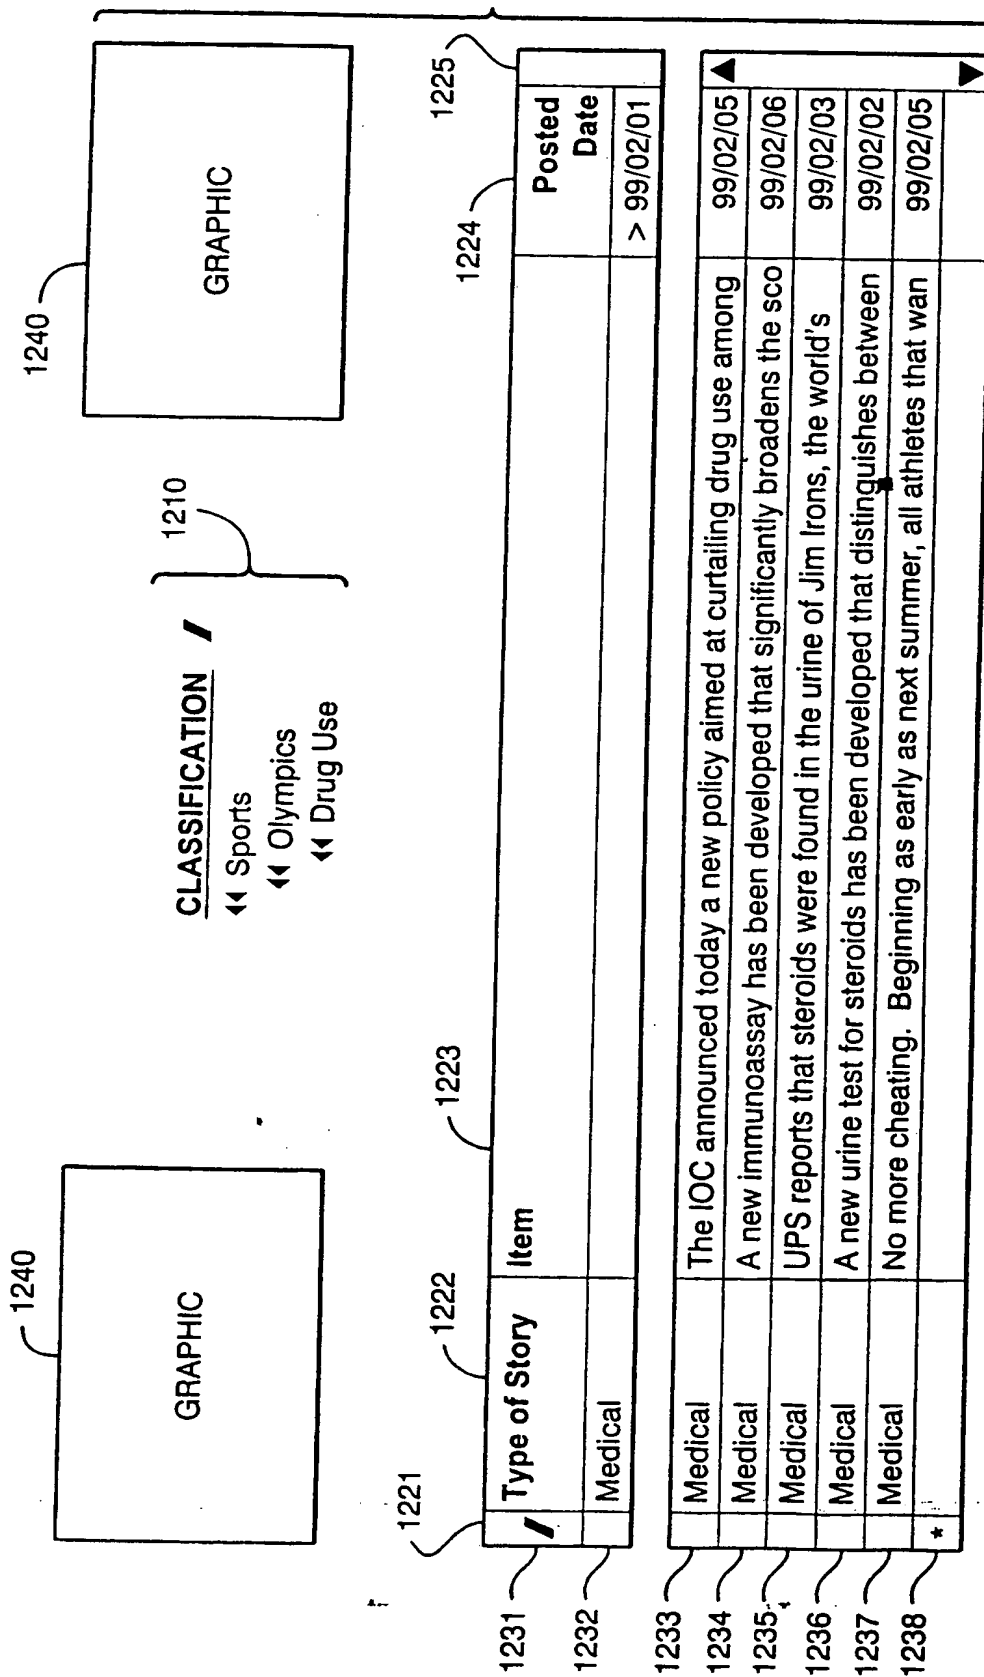 1240
GRAPHIC
CLASSIFICATION
Sports
Olympics
Drug Use
1210
1240
GRAPHIC
1221
1222
1223
1224
1225
1231
Type of Story Item Posted Date
1232
Medical > 99/02/01
1233
Medical The IOC announced today a new policy aimed at curtailing drug use among 99/02/05
1234
Medical A new immunoassay has been developed that significantly broadens the sco 99/02/06
1235
Medical UPS reports that steroids were found in the urine of Jim Irons, the world's 99/02/03
1236
Medical A new urine test for steroids has been developed that distinguishes between 99/02/02
1237
Medical No more cheating. Beginning as early as next summer, all athletes that wan 99/02/05
1238
*